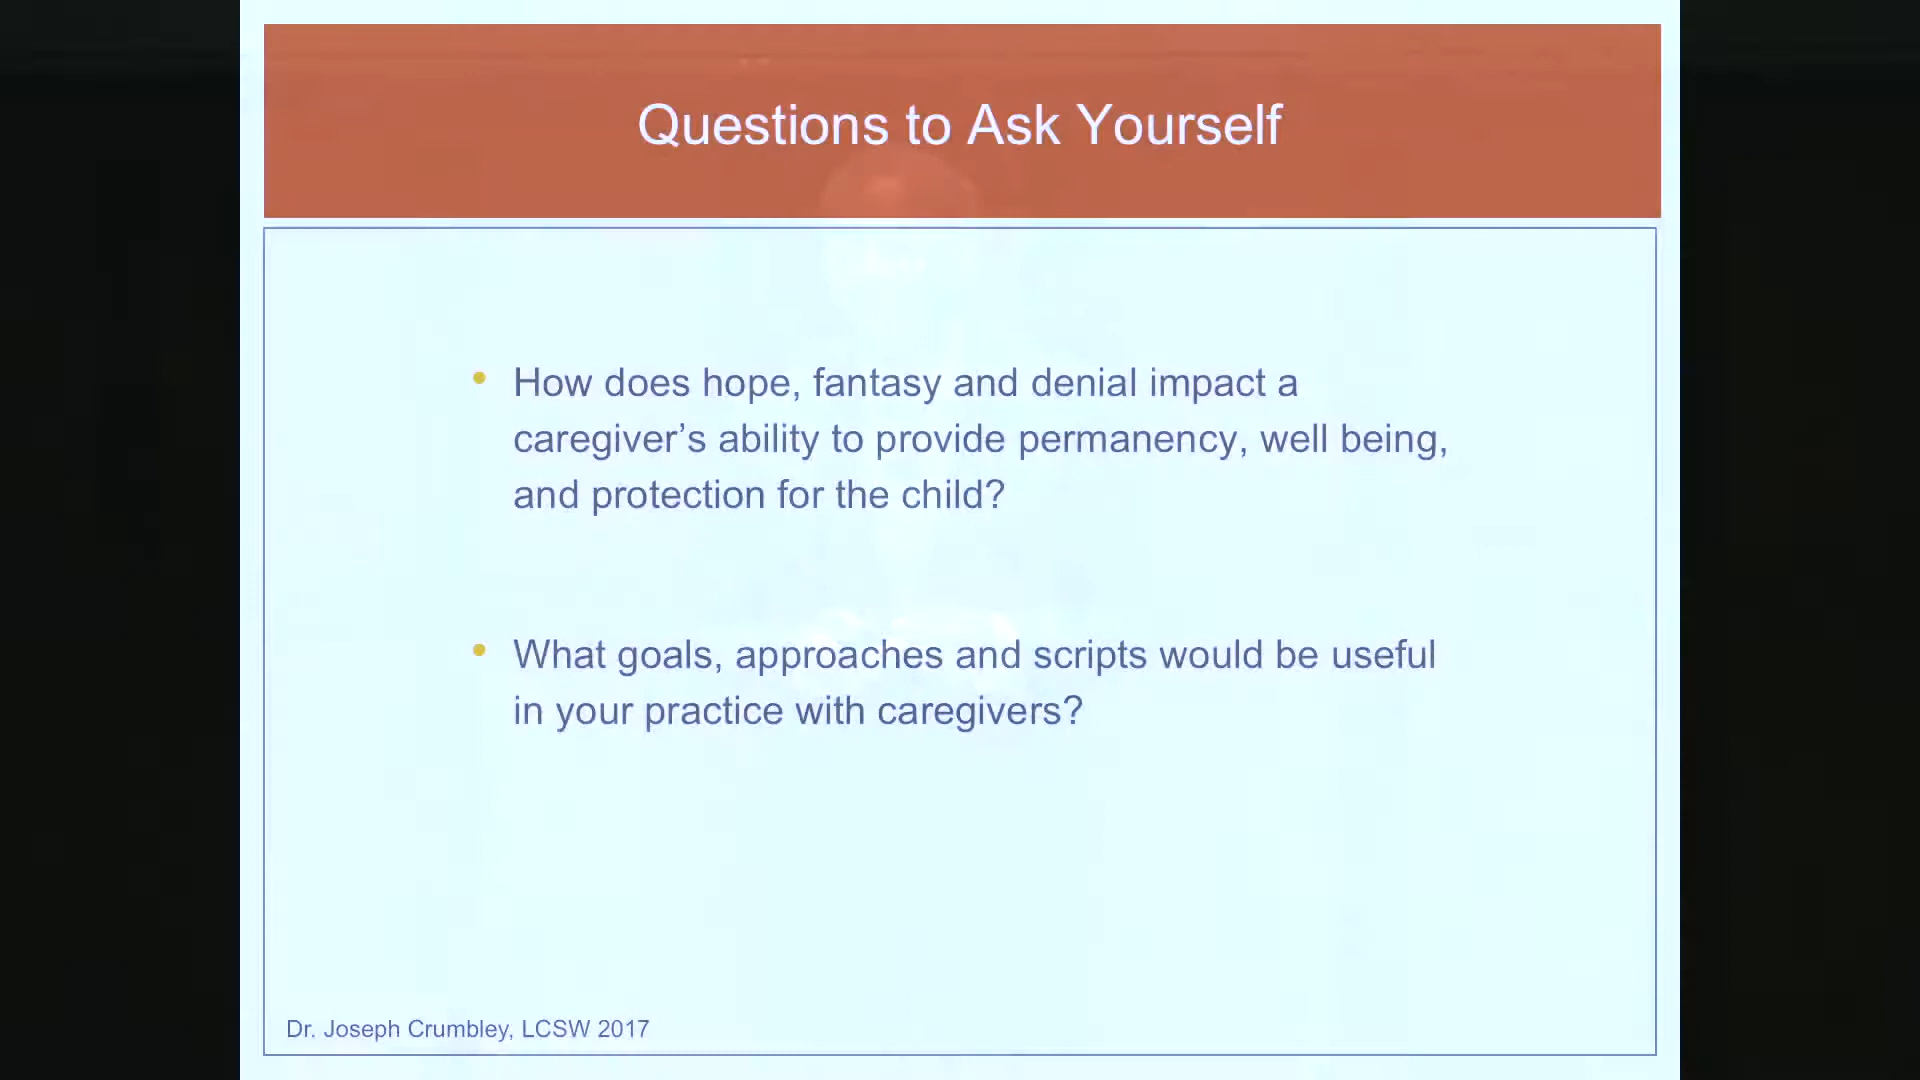 Questions to Ask Yourself
• How does hope, fantasy and denial impact a
caregiver’s ability to provide permanency, well being,
and protection for the child?
• What goals, approaches and scripts would be useful
in your practice with caregivers?
Dr. Joseph Crumbley, LCSW 2017